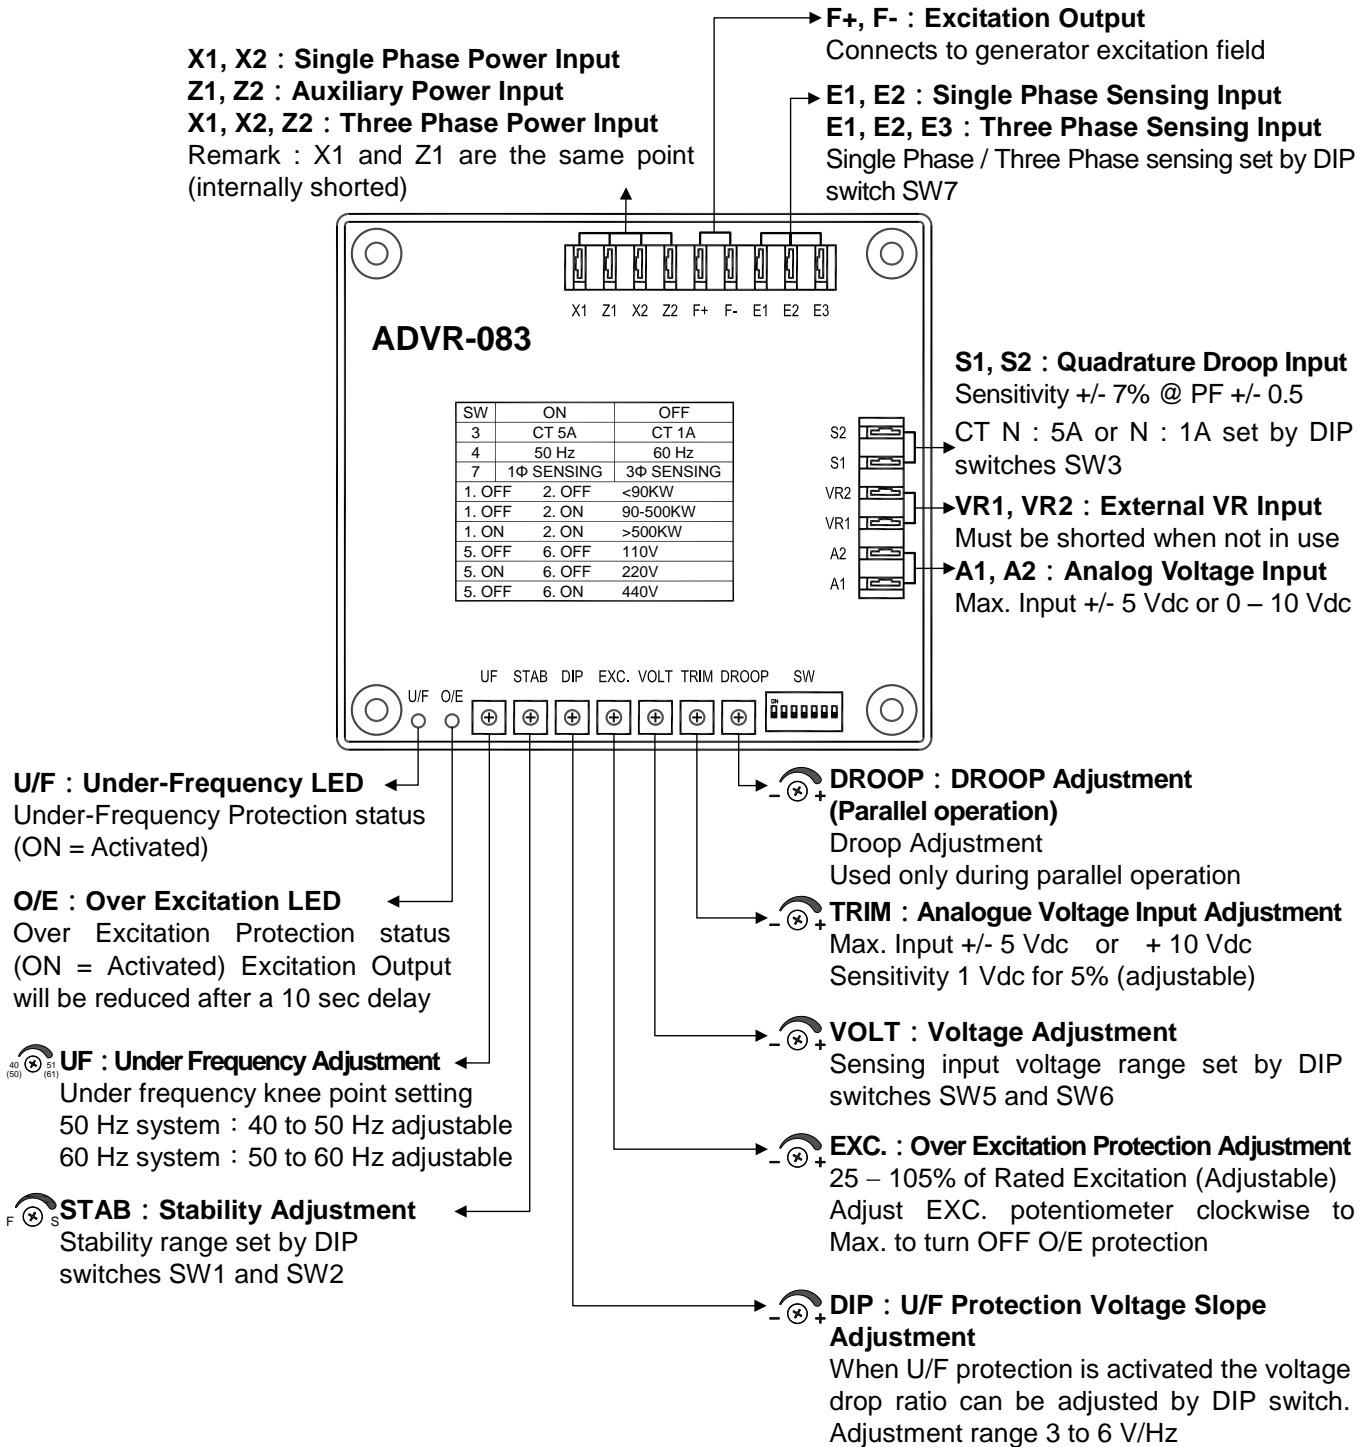 F+, F- : Excitation Output
Connects to generator excitation field
X1, X2 : Single Phase Power Input
Z1, Z2 : Auxiliary Power Input
X1, X2, Z2 : Three Phase Power Input
Remark : X1 and Z1 are the same point
(internally shorted)
E1, E2 : Single Phase Sensing Input
E1, E2, E3 : Three Phase Sensing Input
Single Phase / Three Phase sensing set by DIP
switch SW7
X1 Z1 X2 Z2 F+ F- E1 E2 E3
ADVR-083
SW ON OFF
3 CT 5A CT 1A
4 50 Hz 60 Hz
7 1Φ SENSING 3Φ SENSING
1. OFF 2. OFF <90KW
1. OFF 2. ON 90-500KW
1. ON 2. ON >500KW
5. OFF 6. OFF 110V
5. ON 6. OFF 220V
5. OFF 6. ON 440V
S2
S1
VR2
VR1
A2
A1
S1, S2 : Quadrature Droop Input
Sensitivity +/- 7% @ PF +/- 0.5
CT N : 5A or N : 1A set by DIP
switches SW3
VR1, VR2 : External VR Input
Must be shorted when not in use
A1, A2 : Analog Voltage Input
Max. Input +/- 5 Vdc or 0 – 10 Vdc
U/F O/E UF STAB DIP EXC. VOLT TRIM DROOP SW
ON
U/F : Under-Frequency LED
Under-Frequency Protection status
(ON = Activated)
O/E : Over Excitation LED
Over Excitation Protection status
(ON = Activated) Excitation Output
will be reduced after a 10 sec delay
40 51
(50) (61)
UF : Under Frequency Adjustment
Under frequency knee point setting
50 Hz system : 40 to 50 Hz adjustable
60 Hz system : 50 to 60 Hz adjustable
F S
STAB : Stability Adjustment
Stability range set by DIP
switches SW1 and SW2
- +
DROOP : DROOP Adjustment
(Parallel operation)
Droop Adjustment
Used only during parallel operation
- +
TRIM : Analogue Voltage Input Adjustment
Max. Input +/- 5 Vdc or + 10 Vdc
Sensitivity 1 Vdc for 5% (adjustable)
- +
VOLT : Voltage Adjustment
Sensing input voltage range set by DIP
switches SW5 and SW6
- +
EXC. : Over Excitation Protection Adjustment
25 – 105% of Rated Excitation (Adjustable)
Adjust EXC. potentiometer clockwise to
Max. to turn OFF O/E protection
- +
DIP : U/F Protection Voltage Slope
Adjustment
When U/F protection is activated the voltage
drop ratio can be adjusted by DIP switch.
Adjustment range 3 to 6 V/Hz